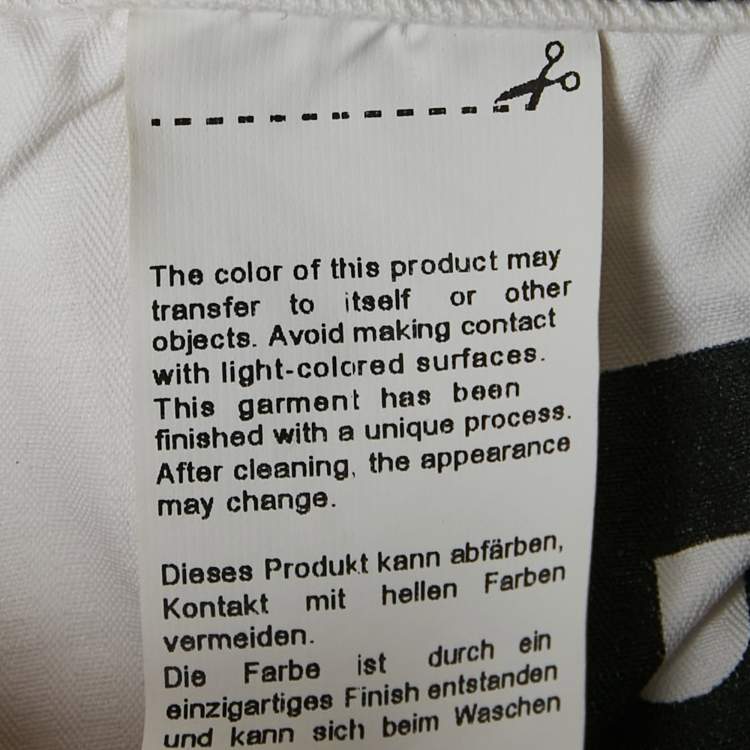 The color of this product may
transfer to itself or other
objects. Avoid making contact
with light-colored surfaces.
This garment has been
finished with a unique process.
After cleaning, the appearance
may change.
Dieses Produkt kann abfärben,
Kontakt mit hellen Farben
vermeiden.
Die Farbe ist durch ein
einzigartiges Finish entstanden
und kann sich beim Waschen